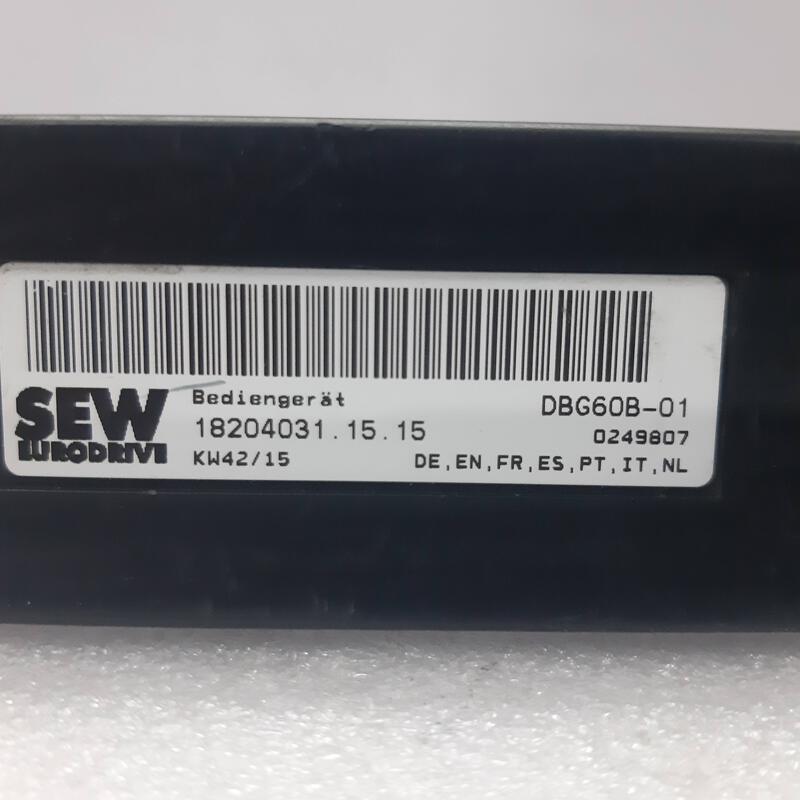 SEW
EURODRIVE
Bediengerät
18204031.15.15
KW42/15
DBG60B-01
0249807
DE,EN,FR,ES,PT,IT,NL